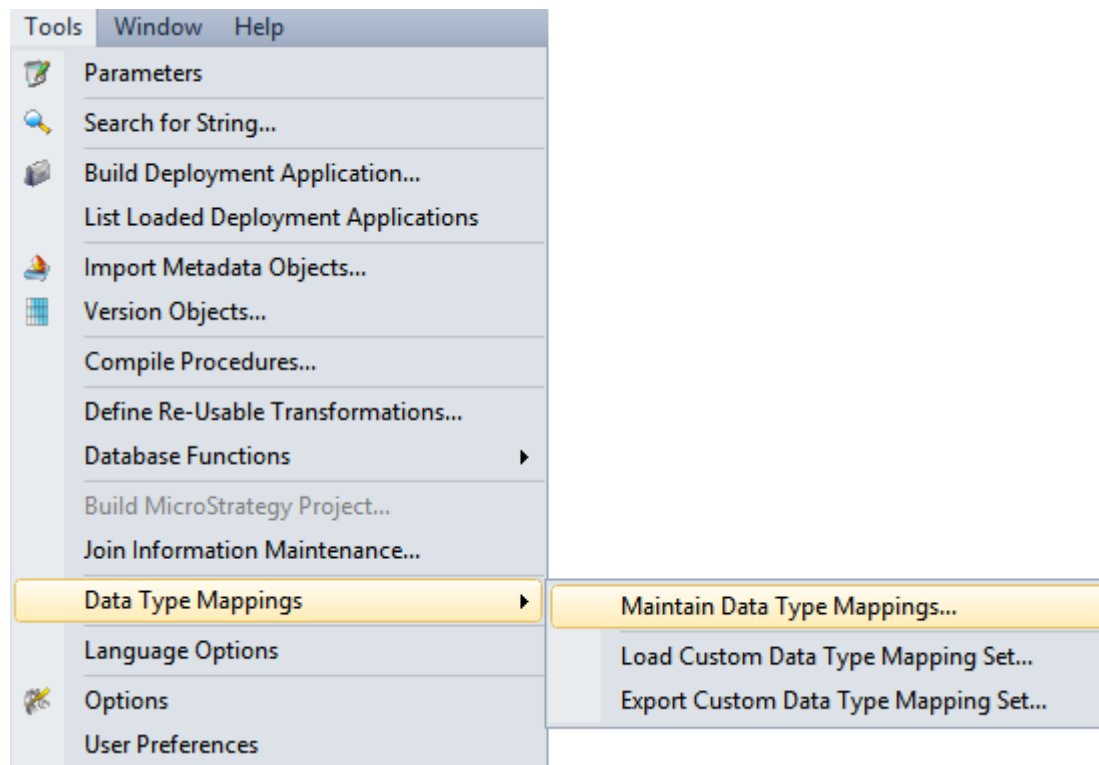 Tools Window Help
Parameters
Search for String...
Build Deployment Application...
List Loaded Deployment Applications
Import Metadata Objects...
Version Objects...
Compile Procedures...
Define Re-Usable Transformations...
Database Functions
Build MicroStrategy Project...
Join Information Maintenance...
Data Type Mappings
Maintain Data Type Mappings...
Language Options
Load Custom Data Type Mapping Set...
Options
Export Custom Data Type Mapping Set...
User Preferences